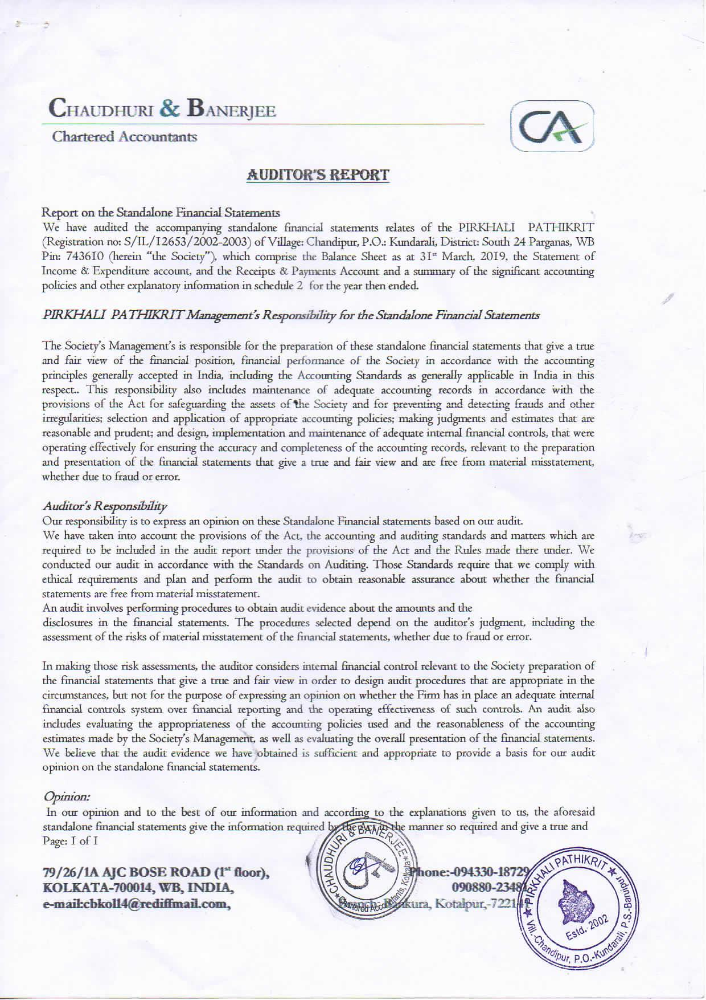 CHAUDHURI & BANERJEE
Chartered Accountants
CA
AUDITOR'S REPORT
Report on the Standalone Financial Statements
We have audited the accompanying standalone financial statements relates of the PIRKHALI PATHIKRIT
(Registration no: S/IL/12653/2002-2003) of Village: Chandipur, P.O.: Kundarali, District: South 24 Parganas, WB
Pin: 743610 (herein “the Society”), which comprise the Balance Sheet as at 31st March, 2019, the Statement of
Income & Expenditure account, and the Receipts & Payments Account and a summary of the significant accounting
policies and other explanatory information in schedule 2 for the year then ended.
PIRKHALI PATHIKRIT Management's Responsibility for the Standalone Financial Statements
The Society's Management's is responsible for the preparation of these standalone financial statements that give a true
and fair view of the financial position, financial performance of the Society in accordance with the accounting
principles generally accepted in India, including the Accounting Standards as generally applicable in India in this
respect.. This responsibility also includes maintenance of adequate accounting records in accordance with the
provisions of the Act for safeguarding the assets of the Society and for preventing and detecting frauds and other
irregularities; selection and application of appropriate accounting policies; making judgments and estimates that are
reasonable and prudent; and design, implementation and maintenance of adequate internal financial controls, that were
operating effectively for ensuring the accuracy and completeness of the accounting records, relevant to the preparation
and presentation of the financial statements that give a true and fair view and are free from material misstatement,
whether due to fraud or error.
Auditor's Responsibility
Our responsibility is to express an opinion on these Standalone Financial statements based on our audit.
We have taken into account the provisions of the Act, the accounting and auditing standards and matters which are
required to be included in the audit report under the provisions of the Act and the Rules made there under. We
conducted our audit in accordance with the Standards on Auditing. Those Standards require that we comply with
ethical requirements and plan and perform the audit to obtain reasonable assurance about whether the financial
statements are free from material misstatement.
An audit involves performing procedures to obtain audit evidence about the amounts and the
disclosures in the financial statements. The procedures selected depend on the auditor's judgment, including the
assessment of the risks of material misstatement of the financial statements, whether due to fraud or error.
In making those risk assessments, the auditor considers internal financial control relevant to the Society preparation of
the financial statements that give a true and fair view in order to design audit procedures that are appropriate in the
circumstances, but not for the purpose of expressing an opinion on whether the Firm has in place an adequate internal
financial controls system over financial reporting and the operating effectiveness of such controls. An audit also
includes evaluating the appropriateness of the accounting policies used and the reasonableness of the accounting
estimates made by the Society's Management, as well as evaluating the overall presentation of the financial statements.
We believe that the audit evidence we have obtained is sufficient and appropriate to provide a basis for our audit
opinion on the standalone financial statements.
Opinion:
In our opinion and to the best of our information and according to the explanations given to us, the aforesaid
standalone financial statements give the information required by the Act in the manner so required and give a true and
Page: 1 of 1
79/26/1A AJC BOSE ROAD (1st floor),
KOLKATA-700014, WB, INDIA,
e-mail:cbkoll4@rediffmail.com,
Phone:-094330-18729
090880-23481
Branch: Bankura, Kotalpur,-722141
CHAUDHURI & BANERJEE
Chartered Accountants, Kolkata
PIRKHALI PATHIKRIT
Estd. 2002
Vill.-Chandipur, P.O.-Kundarali, P.S.-Baruipur